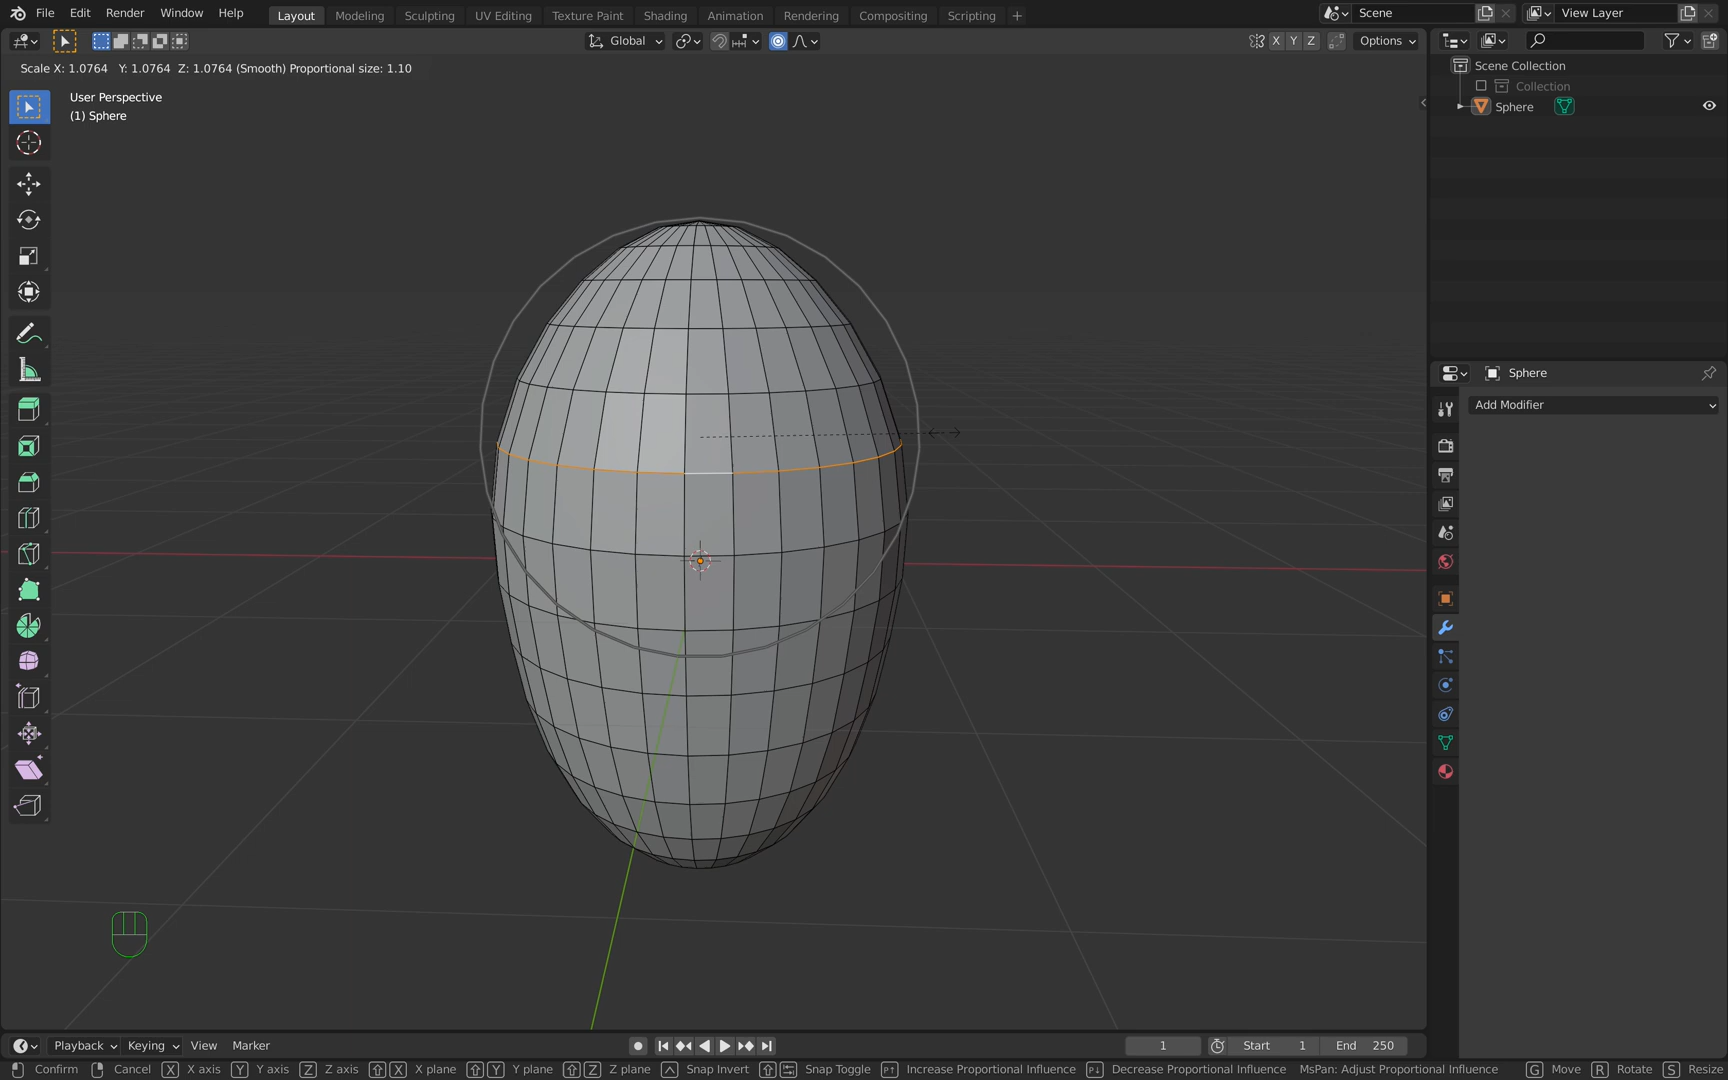 File Edit Render Window Help Layout Modeling Sculpting UV Editing Texture Paint Shading Animation Rendering Compositing Scripting + Scene View Layer
Global X Y Z Options
Scale X: 1.0764 Y: 1.0764 Z: 1.0764 (Smooth) Proportional size: 1.10
User Perspective
(1) Sphere
Scene Collection
Collection
Sphere
Sphere
Add Modifier
Playback Keying View Marker 1 Start 1 End 250
Confirm Cancel X X axis Y Y axis Z Z axis X X plane Y Y plane Z Z plane Snap Invert Snap Toggle P↑ Increase Proportional Influence P↓ Decrease Proportional Influence MsPan: Adjust Proportional Influence G Move R Rotate S Resize